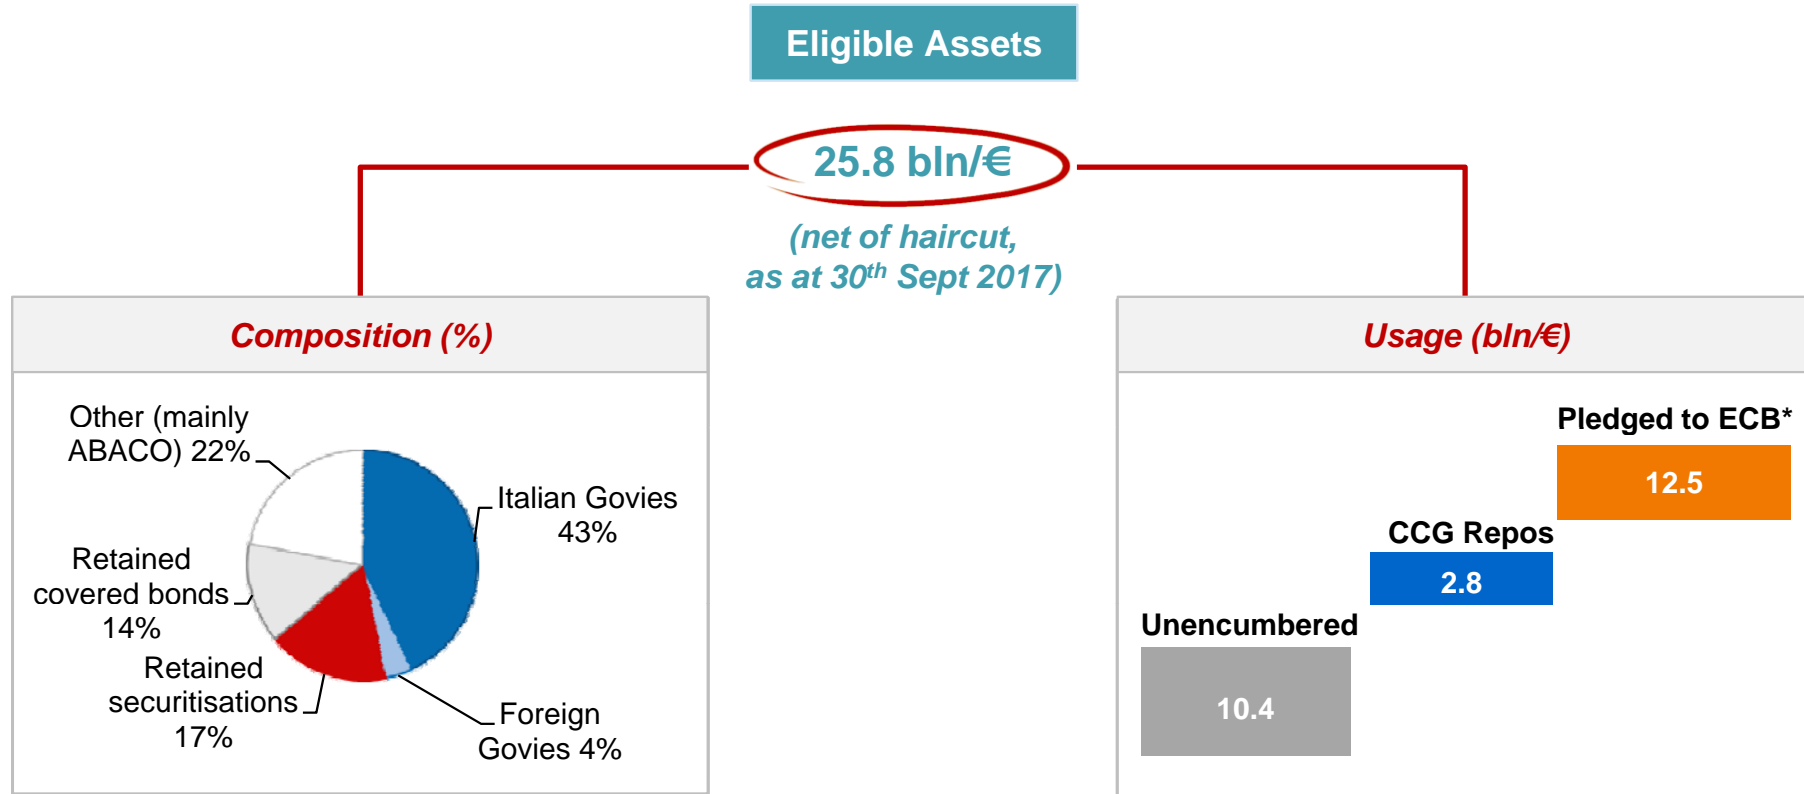 Eligible Assets
25.8 bln/€
(net of haircut,
as at 30th Sept 2017)
Composition (%)
Other (mainly
ABACO) 22%
Italian Govies
43%
Retained
covered bonds
14%
Retained
securitisations
17%
Foreign
Govies 4%
Usage (bln/€)
Pledged to ECB*
12.5
CCG Repos
2.8
Unencumbered
10.4